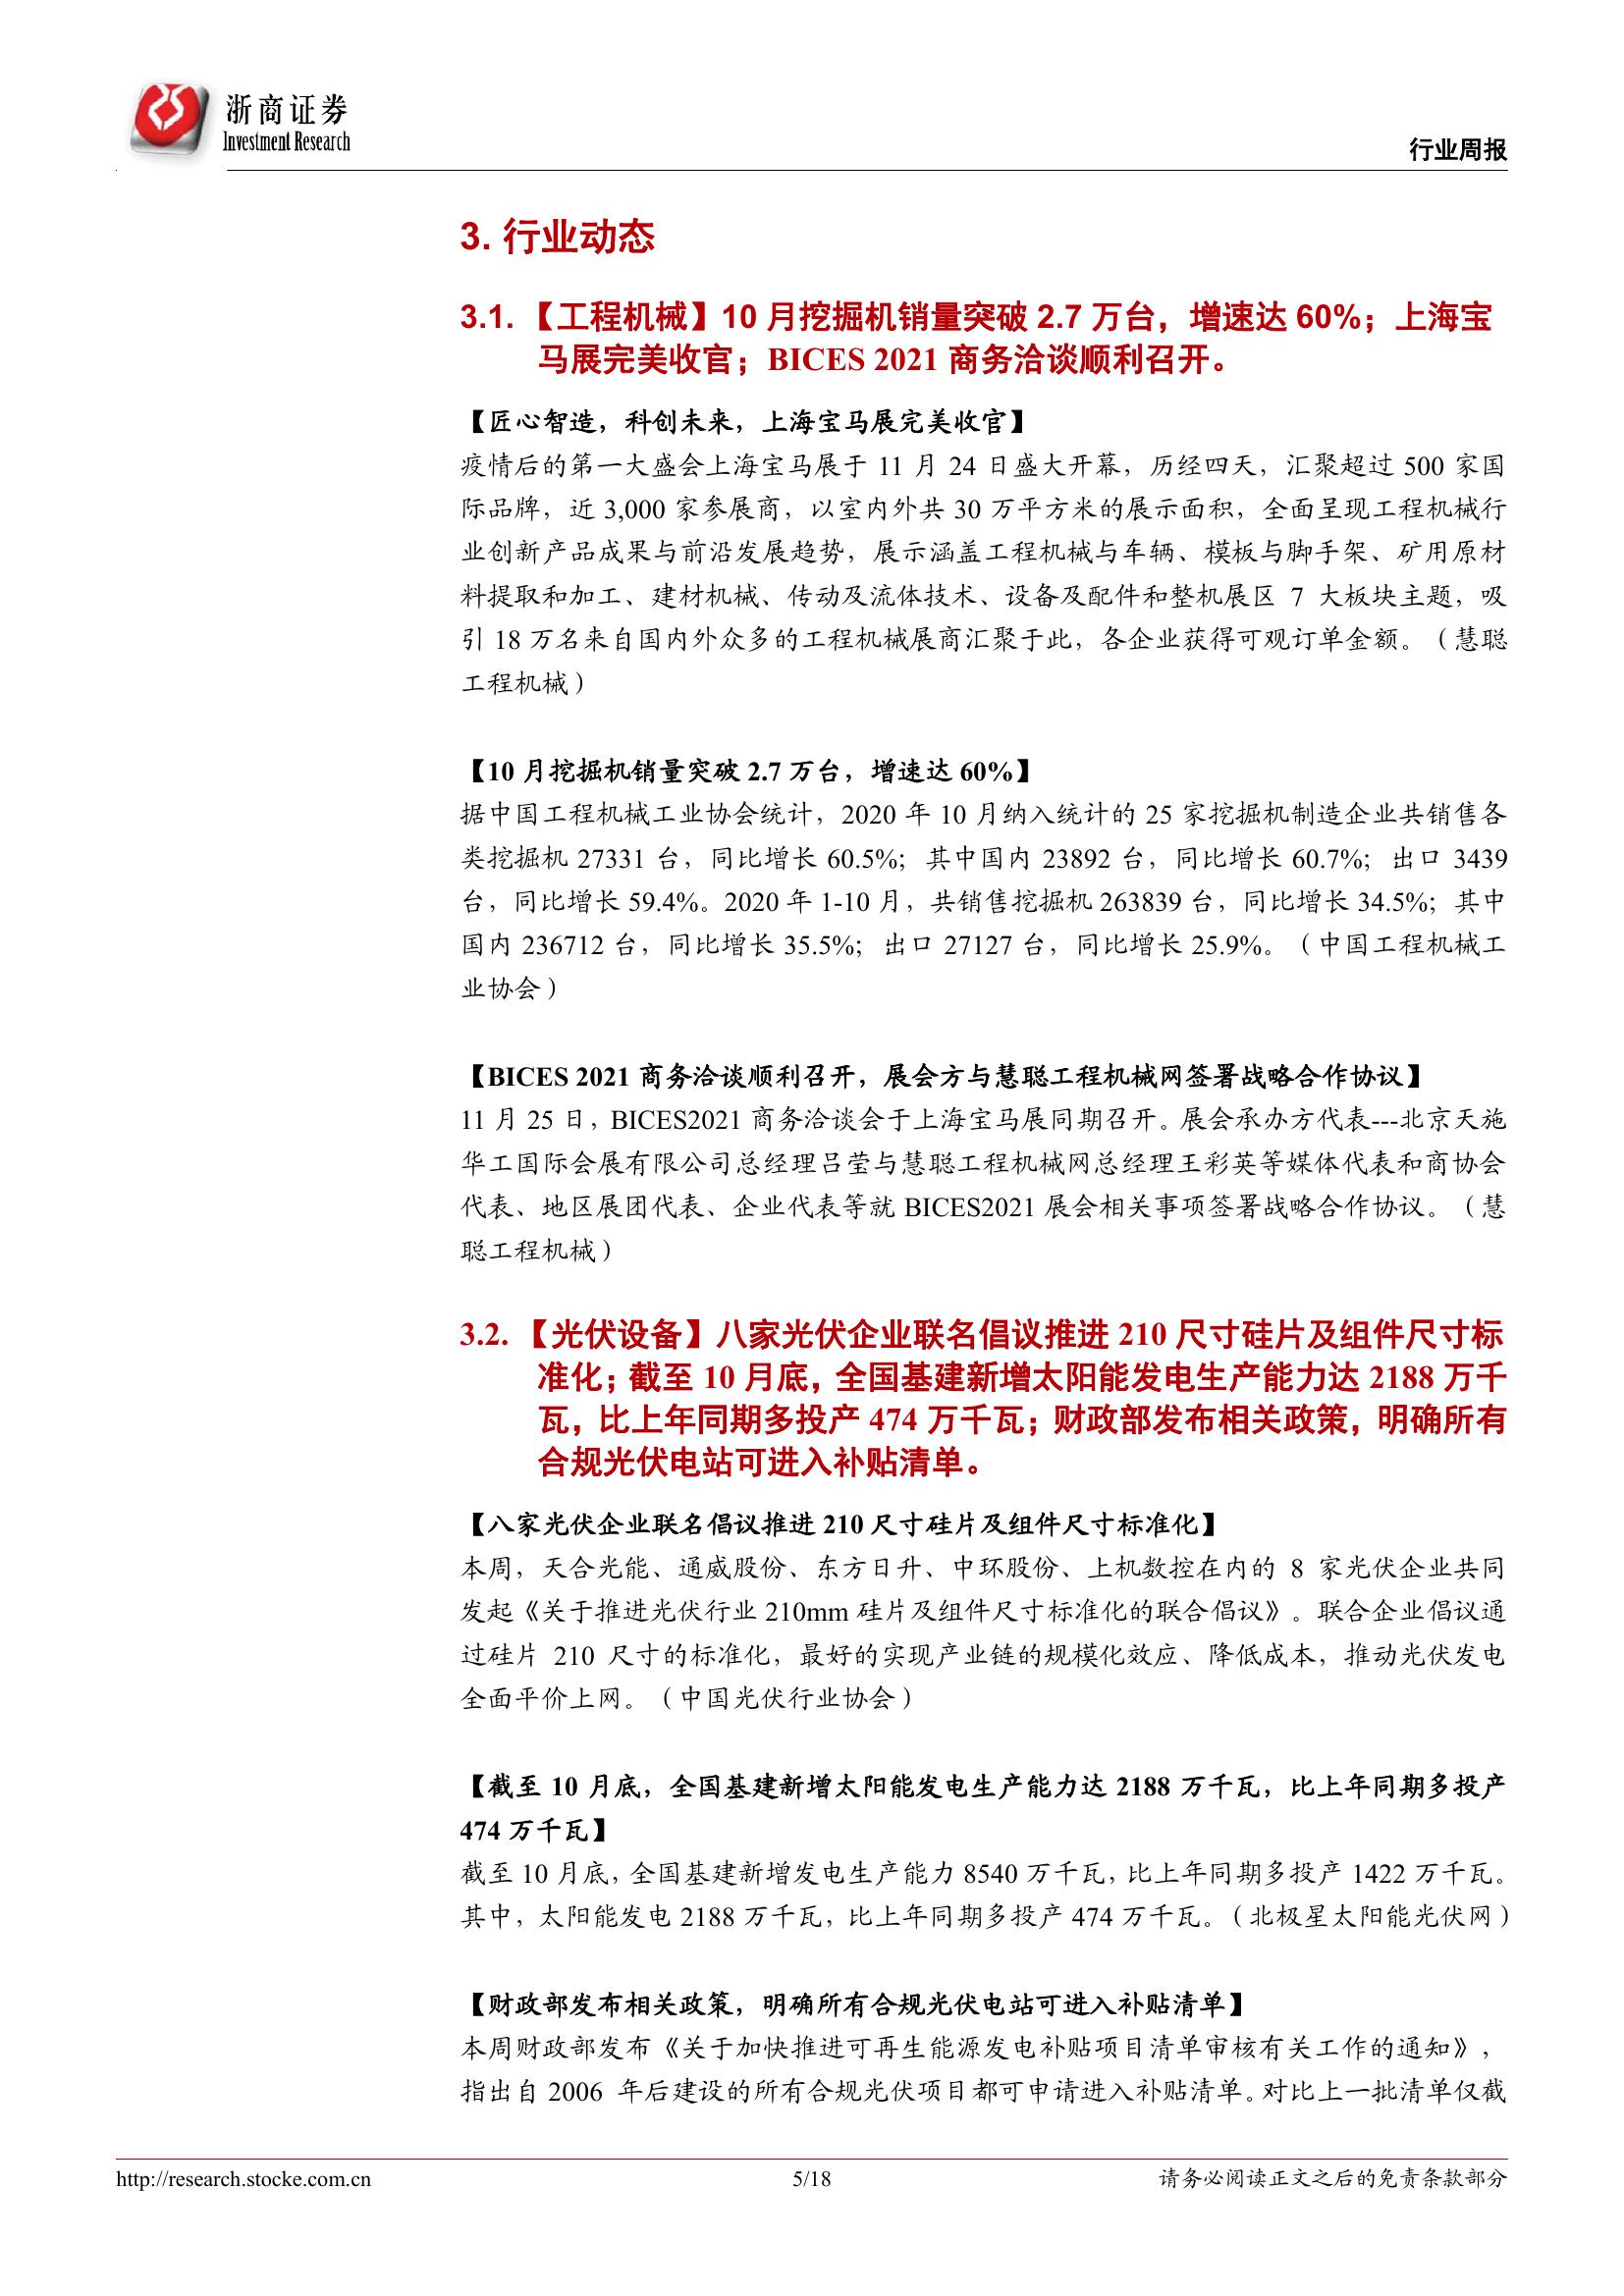 浙商证券
Investment Research
行业周报
3. 行业动态
3.1. 【工程机械】10 月挖掘机销量突破 2.7 万台，增速达 60%；上海宝
马展完美收官；BICES 2021 商务洽谈顺利召开。
【匠心智造，科创未来，上海宝马展完美收官】
疫情后的第一大盛会上海宝马展于 11 月 24 日盛大开幕，历经四天，汇聚超过 500 家国
际品牌，近 3,000 家参展商，以室内外共 30 万平方米的展示面积，全面呈现工程机械行
业创新产品成果与前沿发展趋势，展示涵盖工程机械与车辆、模板与脚手架、矿用原材
料提取和加工、建材机械、传动及流体技术、设备及配件和整机展区 7 大板块主题，吸
引 18 万名来自国内外众多的工程机械展商汇聚于此，各企业获得可观订单金额。（慧聪
工程机械）
【10 月挖掘机销量突破 2.7 万台，增速达 60%】
据中国工程机械工业协会统计，2020 年 10 月纳入统计的 25 家挖掘机制造企业共销售各
类挖掘机 27331 台，同比增长 60.5%；其中国内 23892 台，同比增长 60.7%；出口 3439
台，同比增长 59.4%。2020 年 1-10 月，共销售挖掘机 263839 台，同比增长 34.5%；其中
国内 236712 台，同比增长 35.5%；出口 27127 台，同比增长 25.9%。（中国工程机械工
业协会）
【BICES 2021 商务洽谈顺利召开，展会方与慧聪工程机械网签署战略合作协议】
11 月 25 日，BICES2021 商务洽谈会于上海宝马展同期召开。展会承办方代表---北京天施
华工国际会展有限公司总经理吕莹与慧聪工程机械网总经理王彩英等媒体代表和商协会
代表、地区展团代表、企业代表等就 BICES2021 展会相关事项签署战略合作协议。（慧
聪工程机械）
3.2. 【光伏设备】八家光伏企业联名倡议推进 210 尺寸硅片及组件尺寸标
准化；截至 10 月底，全国基建新增太阳能发电生产能力达 2188 万千
瓦，比上年同期多投产 474 万千瓦；财政部发布相关政策，明确所有
合规光伏电站可进入补贴清单。
【八家光伏企业联名倡议推进 210 尺寸硅片及组件尺寸标准化】
本周，天合光能、通威股份、东方日升、中环股份、上机数控在内的 8 家光伏企业共同
发起《关于推进光伏行业 210mm 硅片及组件尺寸标准化的联合倡议》。联合企业倡议通
过硅片 210 尺寸的标准化，最好的实现产业链的规模化效应、降低成本，推动光伏发电
全面平价上网。（中国光伏行业协会）
【截至 10 月底，全国基建新增太阳能发电生产能力达 2188 万千瓦，比上年同期多投产
474 万千瓦】
截至 10 月底，全国基建新增发电生产能力 8540 万千瓦，比上年同期多投产 1422 万千瓦。
其中，太阳能发电 2188 万千瓦，比上年同期多投产 474 万千瓦。（北极星太阳能光伏网）
【财政部发布相关政策，明确所有合规光伏电站可进入补贴清单】
本周财政部发布《关于加快推进可再生能源发电补贴项目清单审核有关工作的通知》，
指出自 2006 年后建设的所有合规光伏项目都可申请进入补贴清单。对比上一批清单仅截
http://research.stocke.com.cn
5/18
请务必阅读正文之后的免责条款部分